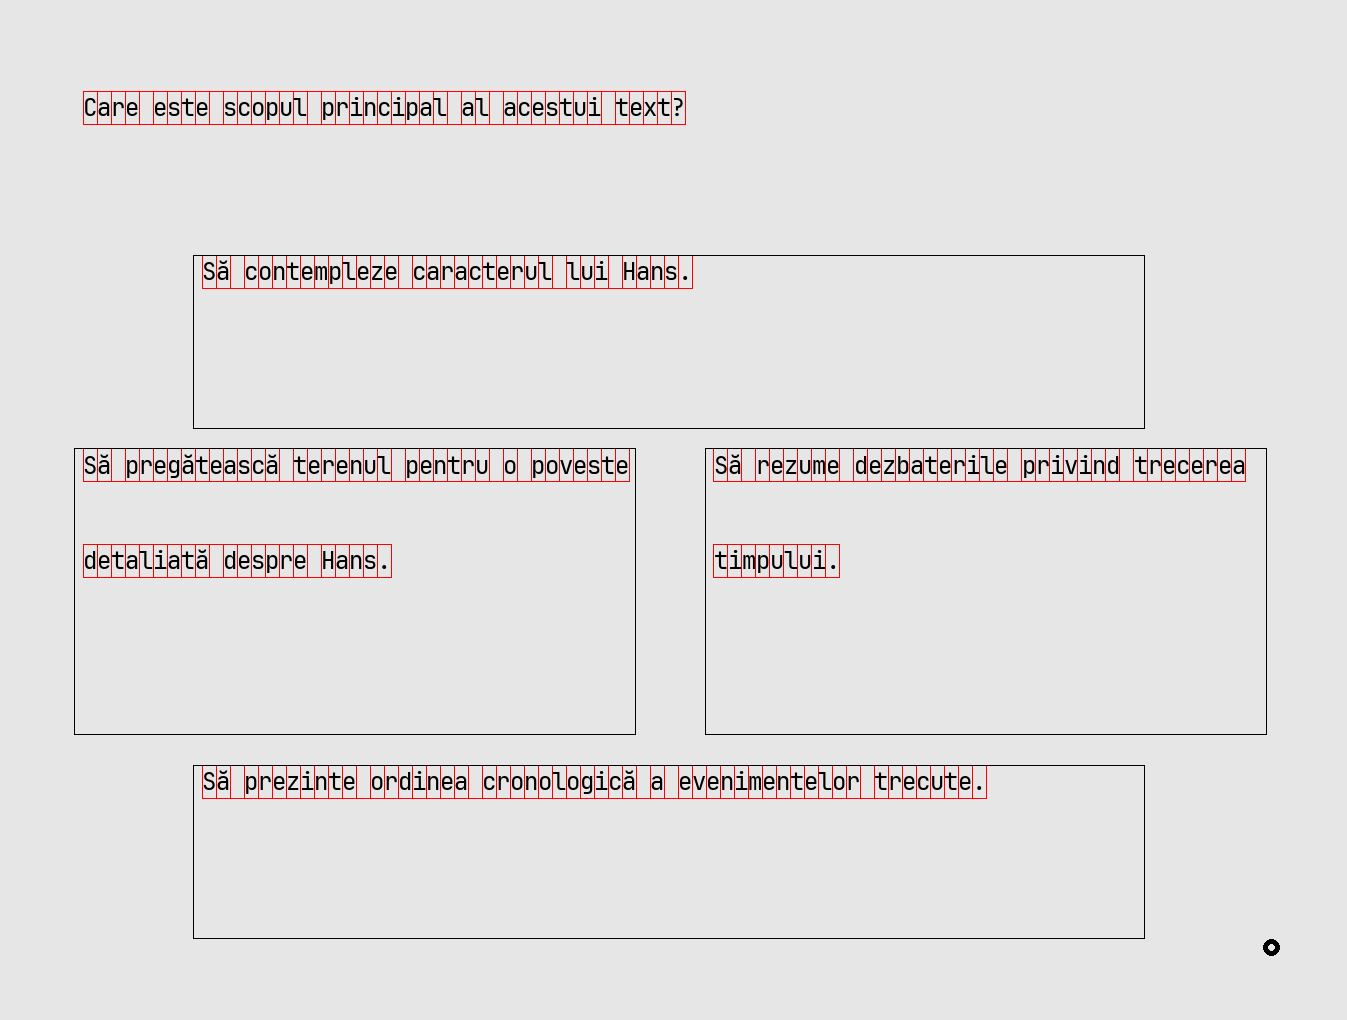 Care este scopul principal al acestui text?
Să contempleze caracterul lui Hans.
Să pregătească terenul pentru o poveste
detaliată despre Hans.
Să rezume dezbaterile privind trecerea
timpului.
Să prezinte ordinea cronologică a evenimentelor trecute.